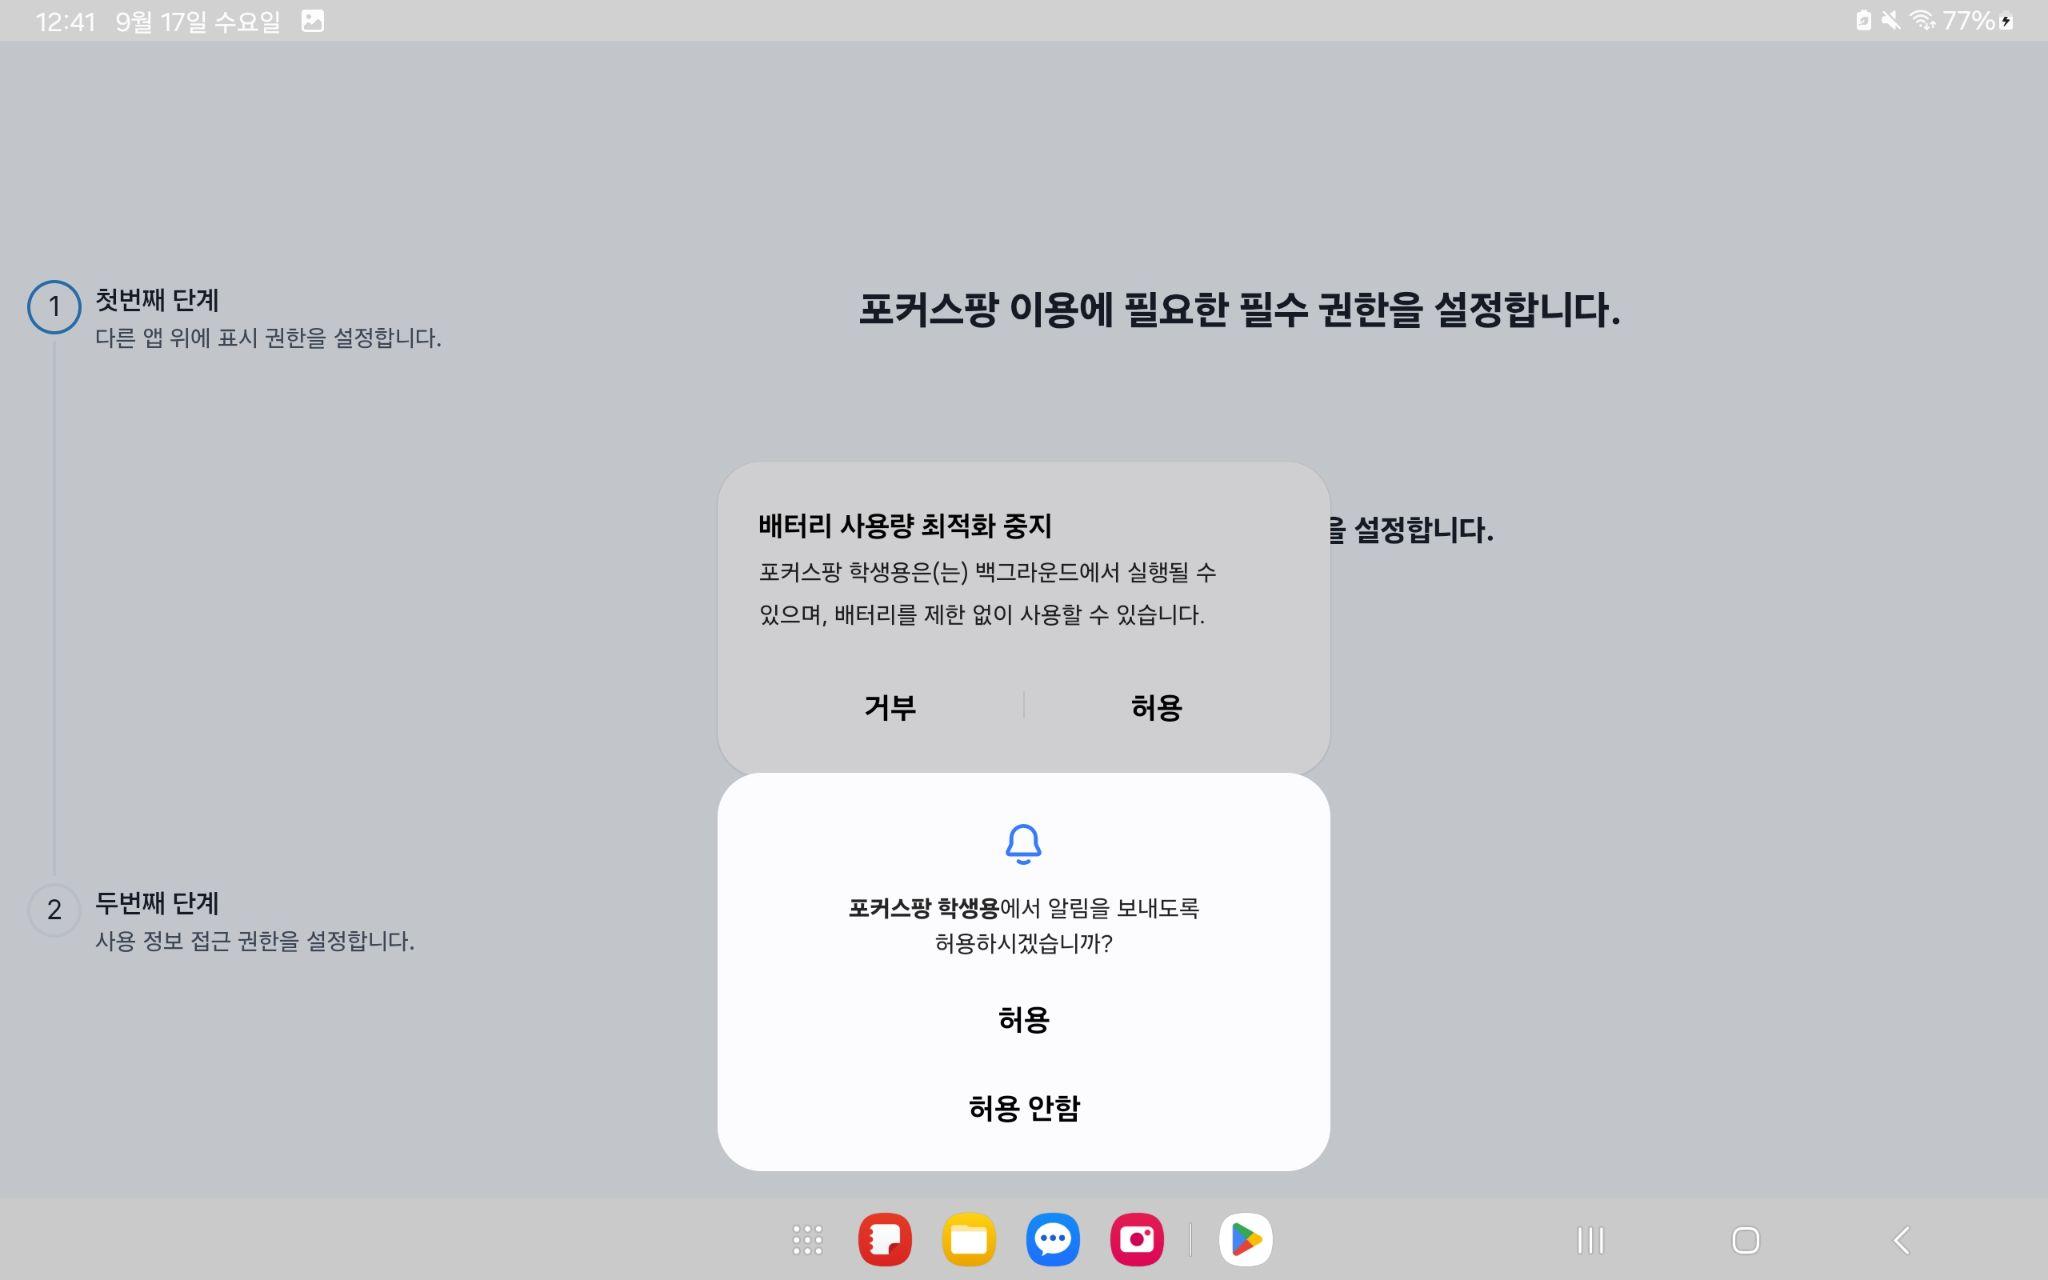 12:41 9월 17일 수요일
77%
1 첫번째 단계
다른 앱 위에 표시 권한을 설정합니다.
포커스팡 이용에 필요한 필수 권한을 설정합니다.
을 설정합니다.
배터리 사용량 최적화 중지
포커스팡 학생용은(는) 백그라운드에서 실행될 수
있으며, 배터리를 제한 없이 사용할 수 있습니다.
거부 허용
포커스팡 학생용에서 알림을 보내도록
허용하시겠습니까?
허용
허용 안함
2 두번째 단계
사용 정보 접근 권한을 설정합니다.